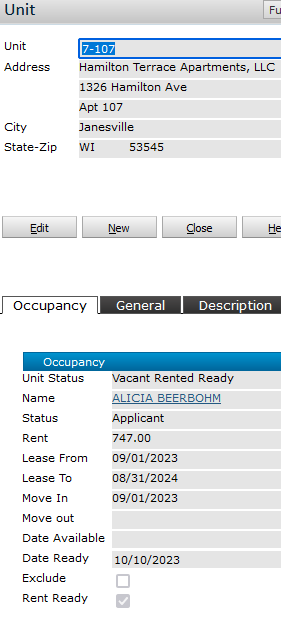 Unit
Fu
Unit 7-107
Address Hamilton Terrace Apartments, LLC
1326 Hamilton Ave
Apt 107
City Janesville
State-Zip WI 53545
Edit New Close He
Occupancy General Description
Occupancy
Unit Status Vacant Rented Ready
Name ALICIA BEERBOHM
Status Applicant
Rent 747.00
Lease From 09/01/2023
Lease To 08/31/2024
Move In 09/01/2023
Move out
Date Available
Date Ready 10/10/2023
Exclude
Rent Ready